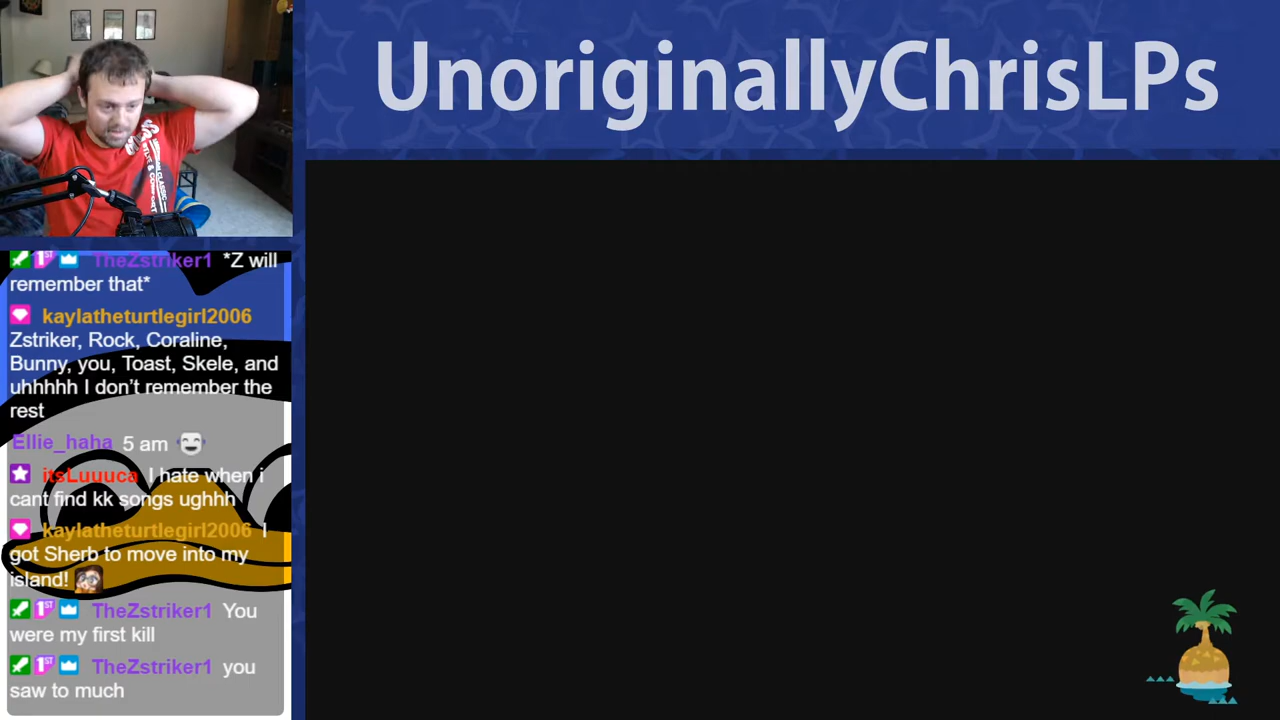 UnoriginallyChrisLPs
TheZstriker1 *Z will
remember that*
kaylatheturtlegirl2006
Zstriker, Rock, Coraline,
Bunny, you, Toast, Skele, and
uhhhhh I don’t remember the
rest
Ellie_haha 5 am
itsLuuuca I hate when i
cant find kk songs ughhh
kaylatheturtlegirl2006 I
got Sherb to move into my
island!
TheZstriker1 You
were my first kill
TheZstriker1 you
saw to much